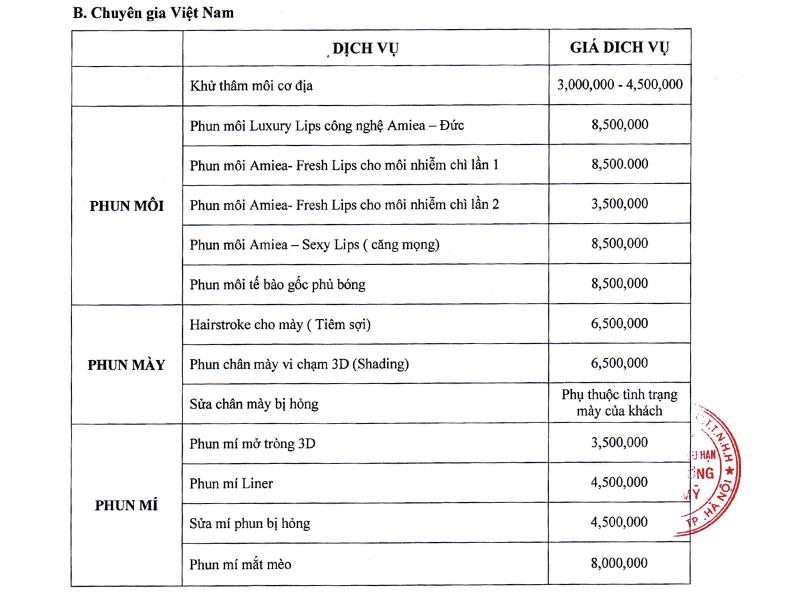 B. Chuyên gia Việt Nam
DỊCH VỤ GIÁ DICH VỤ
Khử thâm môi cơ địa 3,000,000 - 4,500,000
PHUN MÔI
Phun môi Luxury Lips công nghệ Amiea – Đức 8,500,000
Phun môi Amiea- Fresh Lips cho môi nhiễm chì lần 1 8,500.000
Phun môi Amiea- Fresh Lips cho môi nhiễm chì lần 2 3,500,000
Phun môi Amiea – Sexy Lips ( căng mọng) 8,500,000
Phun môi tế bào gốc phủ bóng 8,500,000
PHUN MÀY
Hairstroke cho mày ( Tiêm sợi) 6,500,000
Phun chân mày vi chạm 3D (Shading) 6,500,000
Sửa chân mày bị hỏng Phụ thuộc tình trạng
mày của khách
PHUN MÍ
Phun mí mở tròng 3D 3,500,000
Phun mí Liner 4,500,000
Sửa mí phun bị hỏng 4,500,000
Phun mí mắt mèo 8,000,000
T.T.N.H.H
HẠN
TP. HÀ NỘI